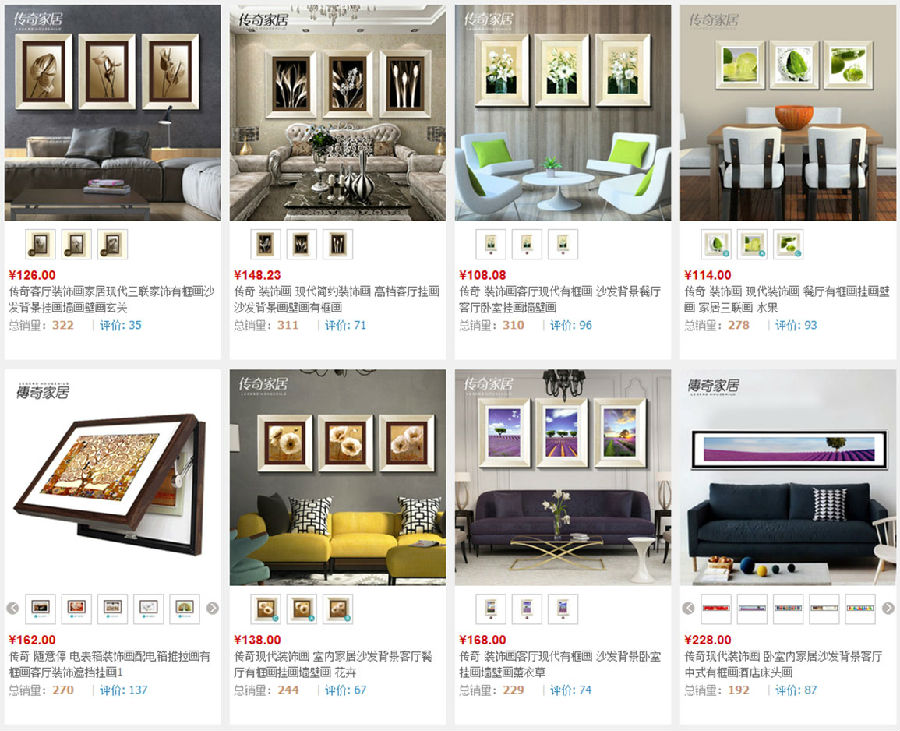 传奇家居
传奇家居
传奇家居
传奇家居
¥126.00
传奇客厅装饰画家居现代三联家饰有框画沙
发背景挂画墙画壁画玄关
总销量: 322 | 评价: 35
¥148.23
传奇 装饰画 现代简约装饰画 高档客厅挂画
沙发背景画壁画有框画
总销量: 311 | 评价: 71
¥108.08
传奇 装饰画客厅现代有框画 沙发背景餐厅
客厅卧室挂画墙壁画
总销量: 310 | 评价: 96
¥114.00
传奇 装饰画 现代装饰画 餐厅有框画挂画壁
画 家居三联画 水果
总销量: 278 | 评价: 93
傳奇家居
传奇家居
传奇家居
傳奇家居
¥162.00
传奇 随意停 电表箱装饰画配电箱推拉画有
框画客厅装饰遮挡挂画1
总销量: 270 | 评价: 137
¥138.00
传奇现代装饰画 室内家居沙发背景客厅餐
厅有框画挂画墙壁画 花卉
总销量: 244 | 评价: 67
¥168.00
传奇 装饰画客厅现代有框画 沙发背景卧室
挂画墙壁画薰衣草
总销量: 229 | 评价: 74
¥228.00
传奇现代装饰画 卧室内家居沙发背景客厅
中式有框画酒店床头画
总销量: 192 | 评价: 87